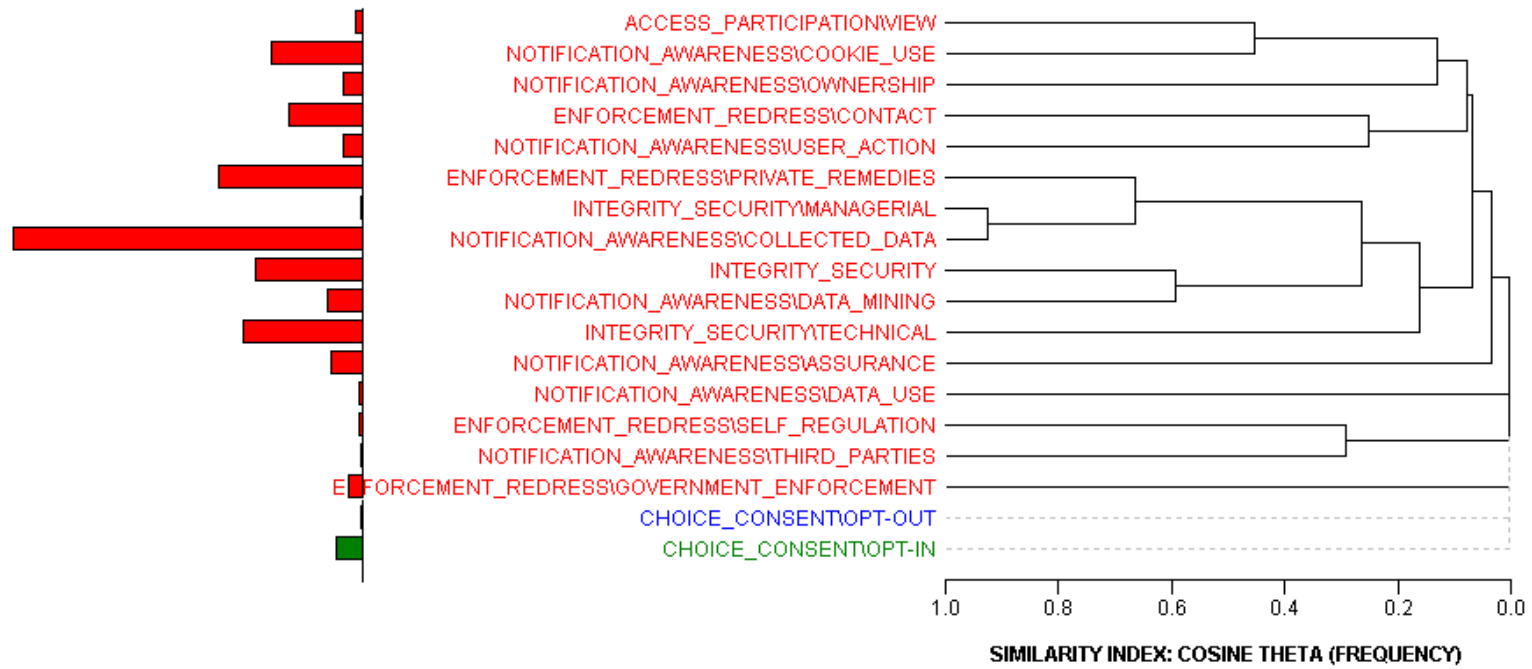 ACCESS_PARTICIPATION\VIEW
NOTIFICATION_AWARENESS\COOKIE_USE
NOTIFICATION_AWARENESS\OWNERSHIP
ENFORCEMENT_REDRESS\CONTACT
NOTIFICATION_AWARENESS\USER_ACTION
ENFORCEMENT_REDRESS\PRIVATE_REMEDIES
INTEGRITY_SECURITY\MANAGERIAL
NOTIFICATION_AWARENESS\COLLECTED_DATA
INTEGRITY_SECURITY
NOTIFICATION_AWARENESS\DATA_MINING
INTEGRITY_SECURITY\TECHNICAL
NOTIFICATION_AWARENESS\ASSURANCE
NOTIFICATION_AWARENESS\DATA_USE
ENFORCEMENT_REDRESS\SELF_REGULATION
NOTIFICATION_AWARENESS\THIRD_PARTIES
ENFORCEMENT_REDRESS\GOVERNMENT_ENFORCEMENT
CHOICE_CONSENT\OPT-OUT
CHOICE_CONSENT\OPT-IN
1.0 0.8 0.6 0.4 0.2 0.0
SIMILARITY INDEX: COSINE THETA (FREQUENCY)